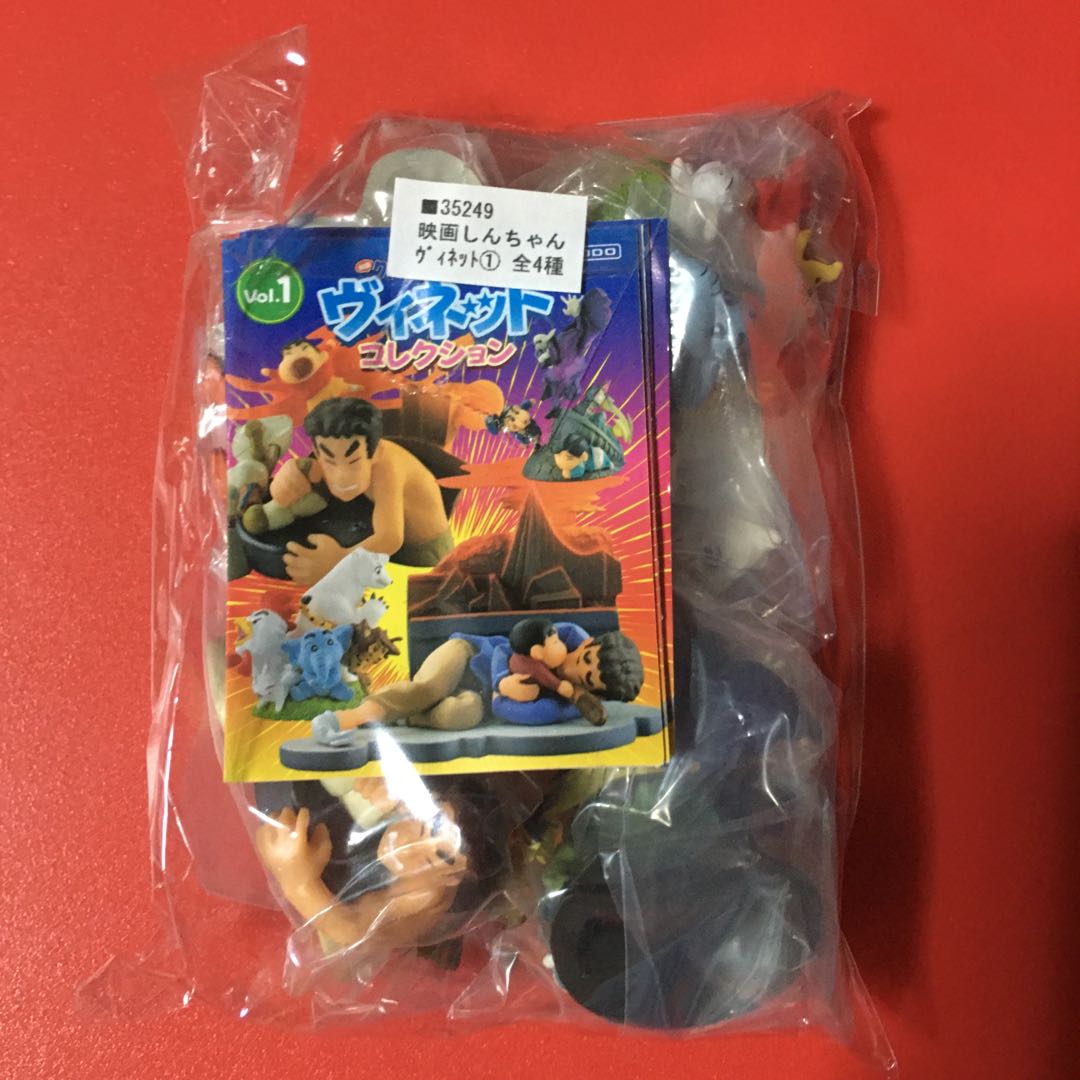 ■35249
映画しんちゃん
ｳﾞｨﾈｯﾄ① 全4種
Vol.1
ヴィネット
コレクション